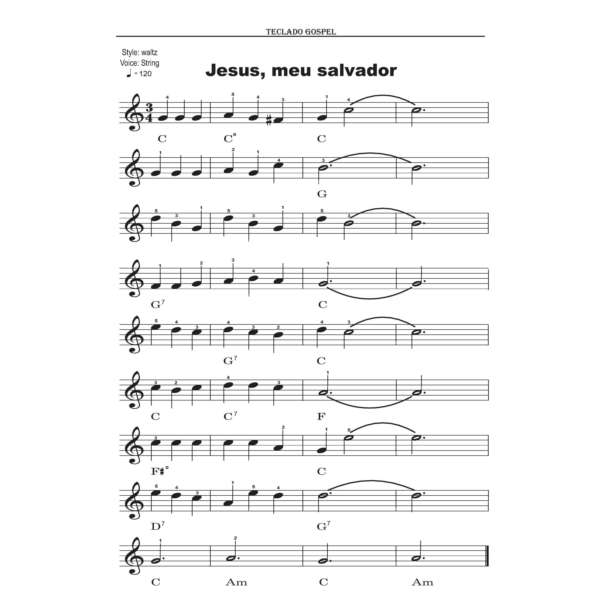 TECLADO GOSPEL
Style: waltz
Voice: String
♩ = 120
Jesus, meu salvador
C C° C
G
G7 C
G7 C
C C7 F
F#° C
D7 G7
C Am C Am